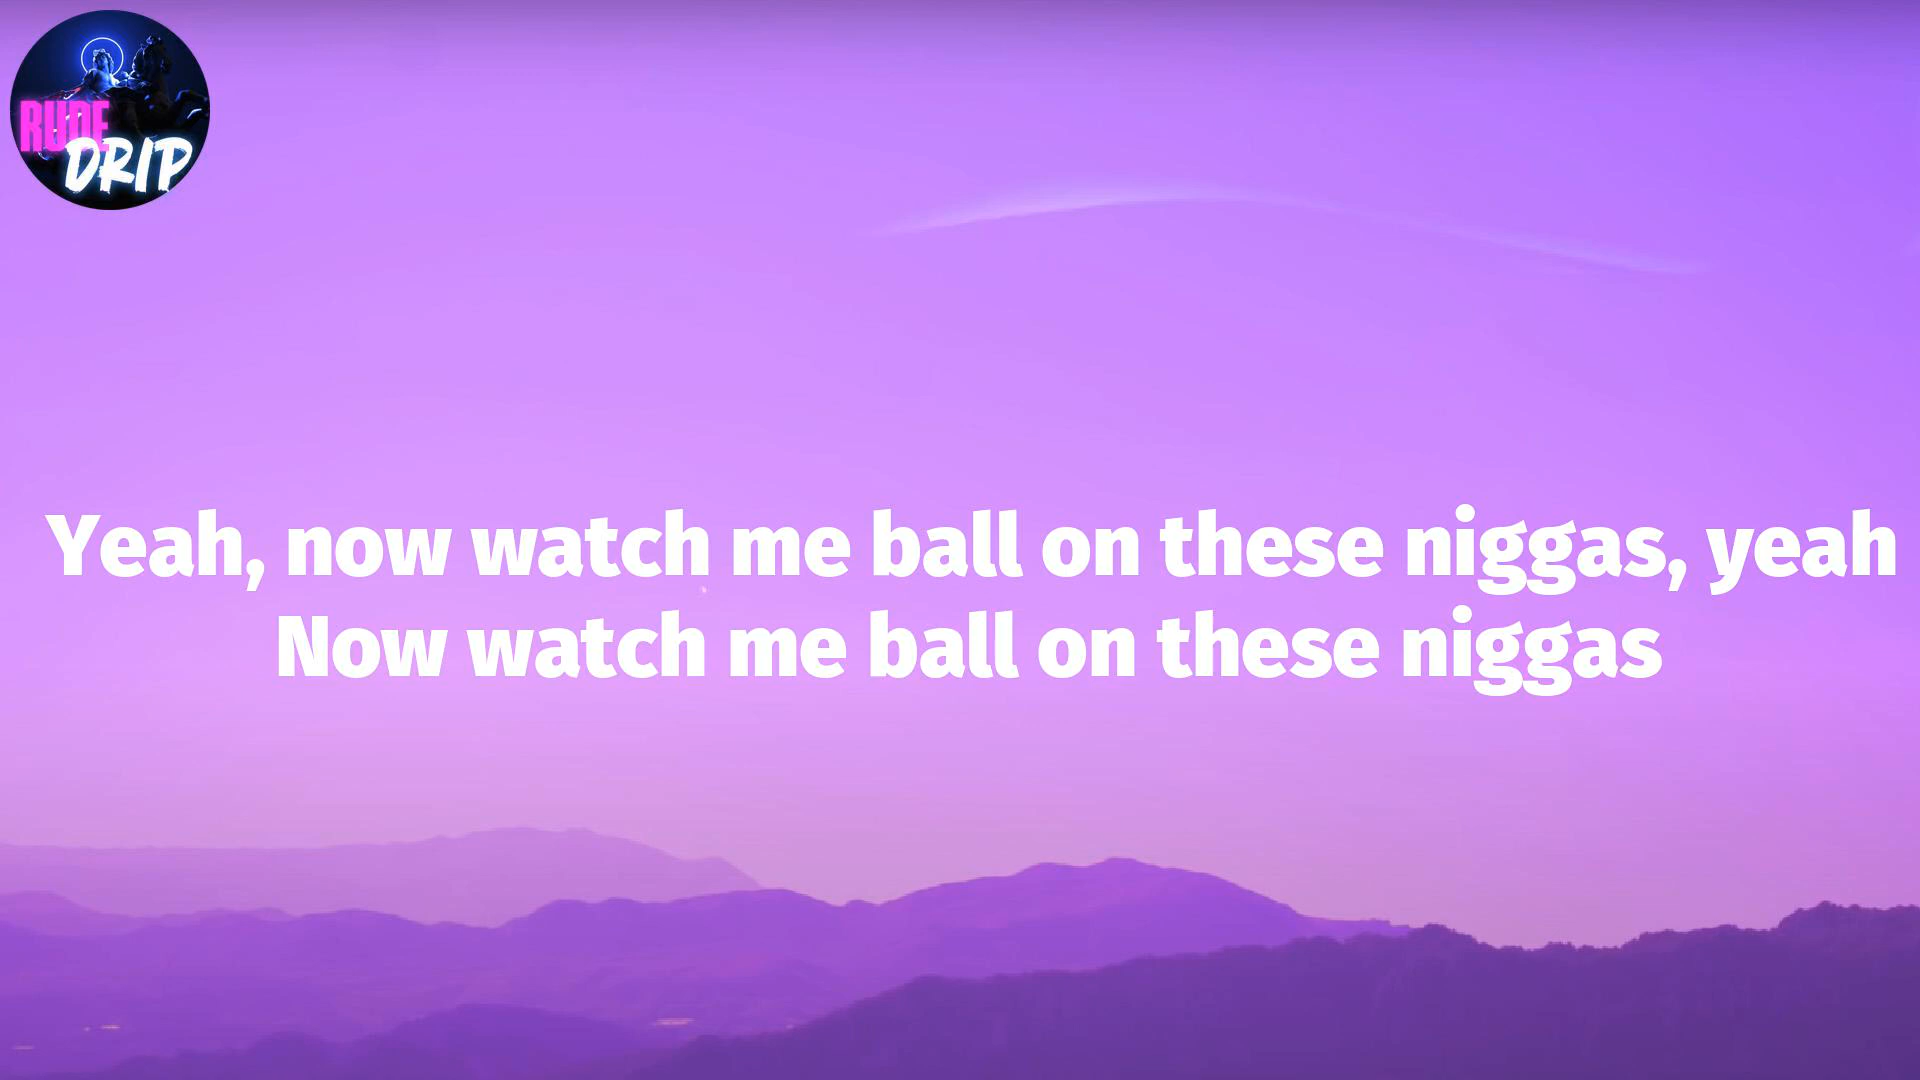 RUDE
DRIP
Yeah, now watch me ball on these niggas, yeah
Now watch me ball on these niggas